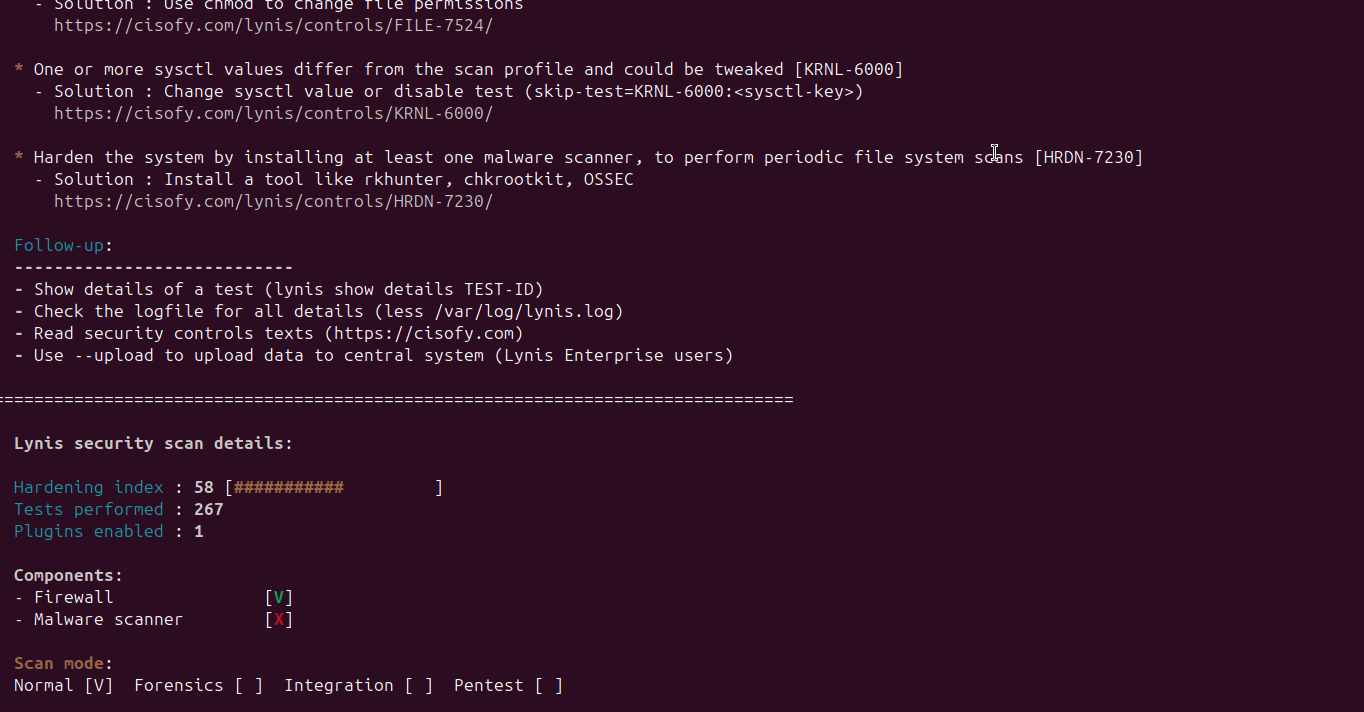 - Solution : Use chmod to change file permissions
https://cisofy.com/lynis/controls/FILE-7524/
* One or more sysctl values differ from the scan profile and could be tweaked [KRNL-6000]
- Solution : Change sysctl value or disable test (skip-test=KRNL-6000:<sysctl-key>)
https://cisofy.com/lynis/controls/KRNL-6000/
* Harden the system by installing at least one malware scanner, to perform periodic file system scans [HRDN-7230]
- Solution : Install a tool like rkhunter, chkrootkit, OSSEC
https://cisofy.com/lynis/controls/HRDN-7230/
Follow-up:
----------------------------
- Show details of a test (lynis show details TEST-ID)
- Check the logfile for all details (less /var/log/lynis.log)
- Read security controls texts (https://cisofy.com)
- Use --upload to upload data to central system (Lynis Enterprise users)
================================================================================
Lynis security scan details:
Hardening index : 58 [###########         ]
Tests performed : 267
Plugins enabled : 1
Components:
- Firewall               [V]
- Malware scanner        [X]
Scan mode:
Normal [V]  Forensics [ ]  Integration [ ]  Pentest [ ]